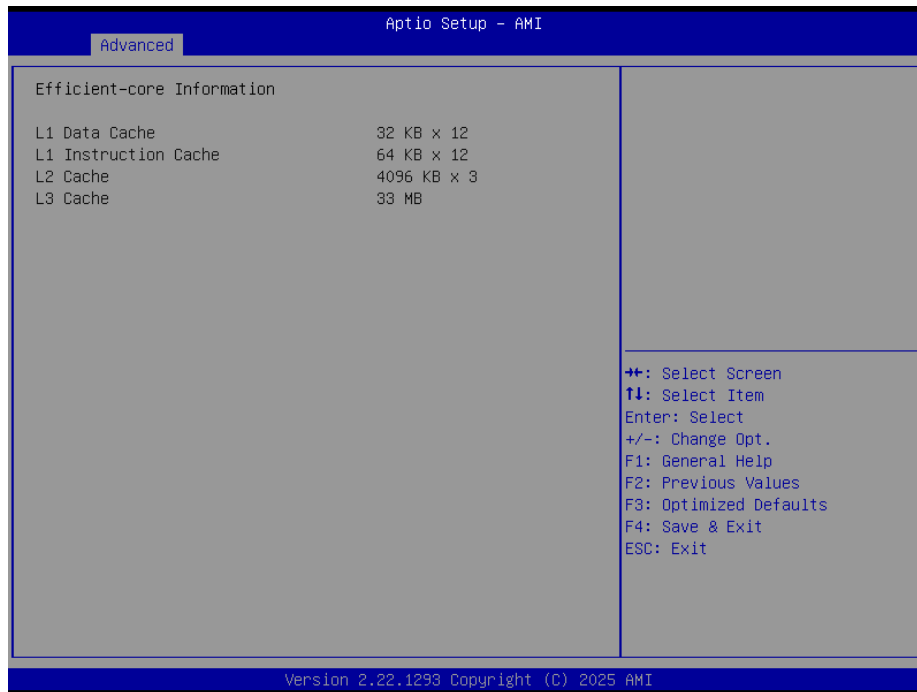 Aptio Setup – AMI
Advanced
Efficient-core Information
L1 Data Cache 32 KB x 12
L1 Instruction Cache 64 KB x 12
L2 Cache 4096 KB x 3
L3 Cache 33 MB
→←: Select Screen
↑↓: Select Item
Enter: Select
+/-: Change Opt.
F1: General Help
F2: Previous Values
F3: Optimized Defaults
F4: Save & Exit
ESC: Exit
Version 2.22.1293 Copyright (C) 2025 AMI